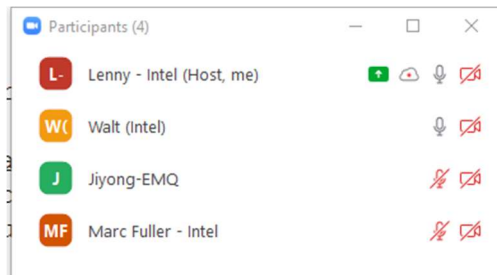 Participants (4)
L- Lenny - Intel (Host, me)
W( Walt (Intel)
J Jiyong-EMQ
MF Marc Fuller - Intel